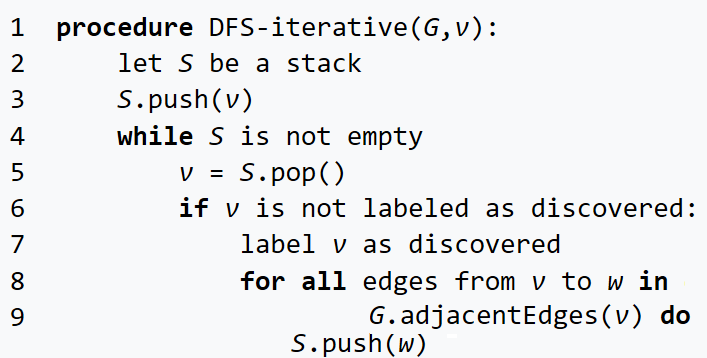 1 procedure DFS-iterative(G,v):
2 let S be a stack
3 S.push(v)
4 while S is not empty
5 v = S.pop()
6 if v is not labeled as discovered:
7 label v as discovered
8 for all edges from v to w in
9 G.adjacentEdges(v) do
S.push(w)